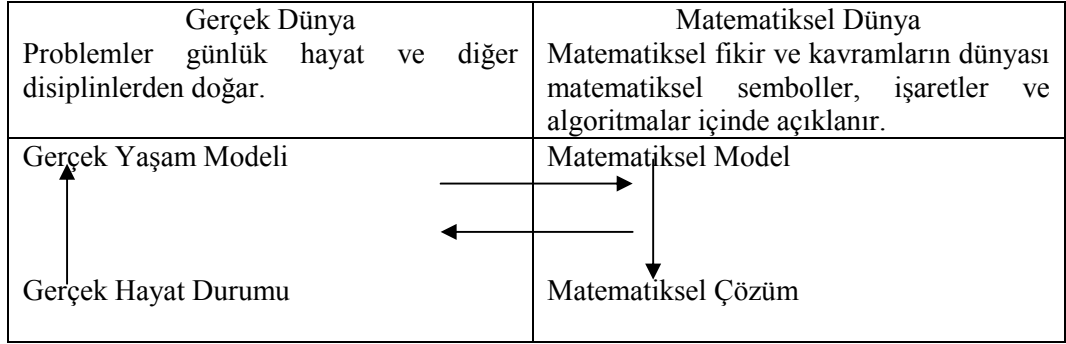 Gerçek Dünya
Problemler günlük hayat ve diğer
disiplinlerden doğar.
Matematiksel Dünya
Matematiksel fikir ve kavramların dünyası
matematiksel semboller, işaretler ve
algoritmalar içinde açıklanır.
Gerçek Yaşam Modeli
Matematiksel Model
Gerçek Hayat Durumu
Matematiksel Çözüm